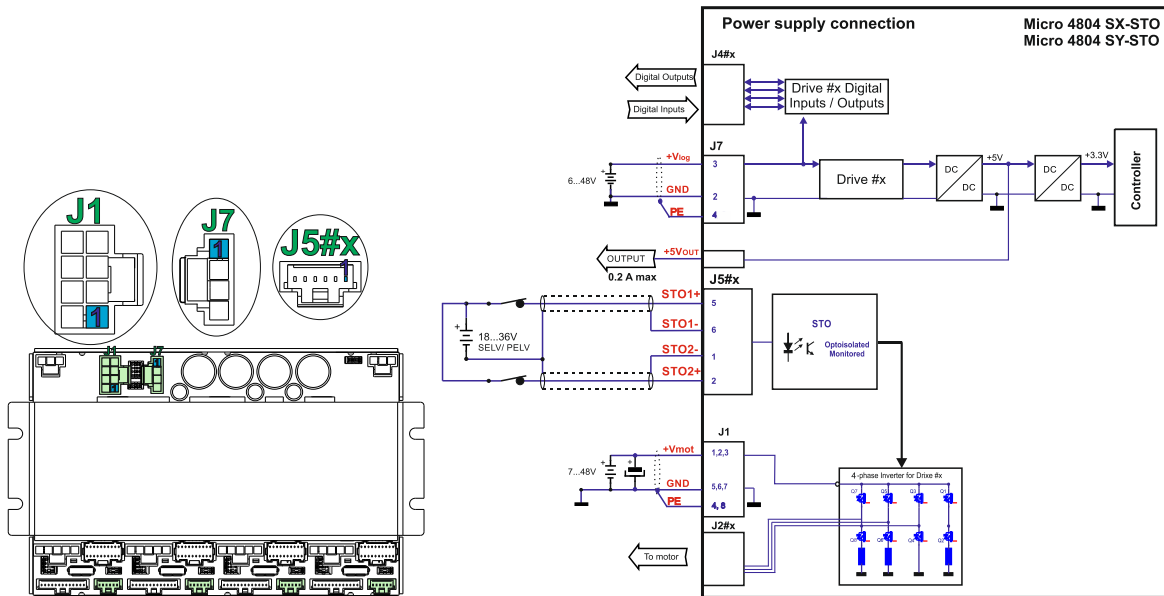 Power supply connection
Micro 4804 SX-STO
Micro 4804 SY-STO
J4#x
Digital Outputs
Digital Inputs
Drive #x Digital
Inputs / Outputs
J7
+Vlog
3
6...48V
GND
2
PE
4
Drive #x
DC
DC
+5V
DC
DC
+3.3V
Controller
+5VOUT
OUTPUT
0.2 A max
J5#x
STO1+
5
STO1-
6
18...36V
SELV/ PELV
STO2-
1
STO2+
2
STO
Optoisolated
Monitored
J1
+Vmot
1,2,3
7...48V
GND
5,6,7
PE
4, 8
J2#x
To motor
4-phase Inverter for Drive #x
J1
1
J7
1
J5#x
1
J1
1
J7
1